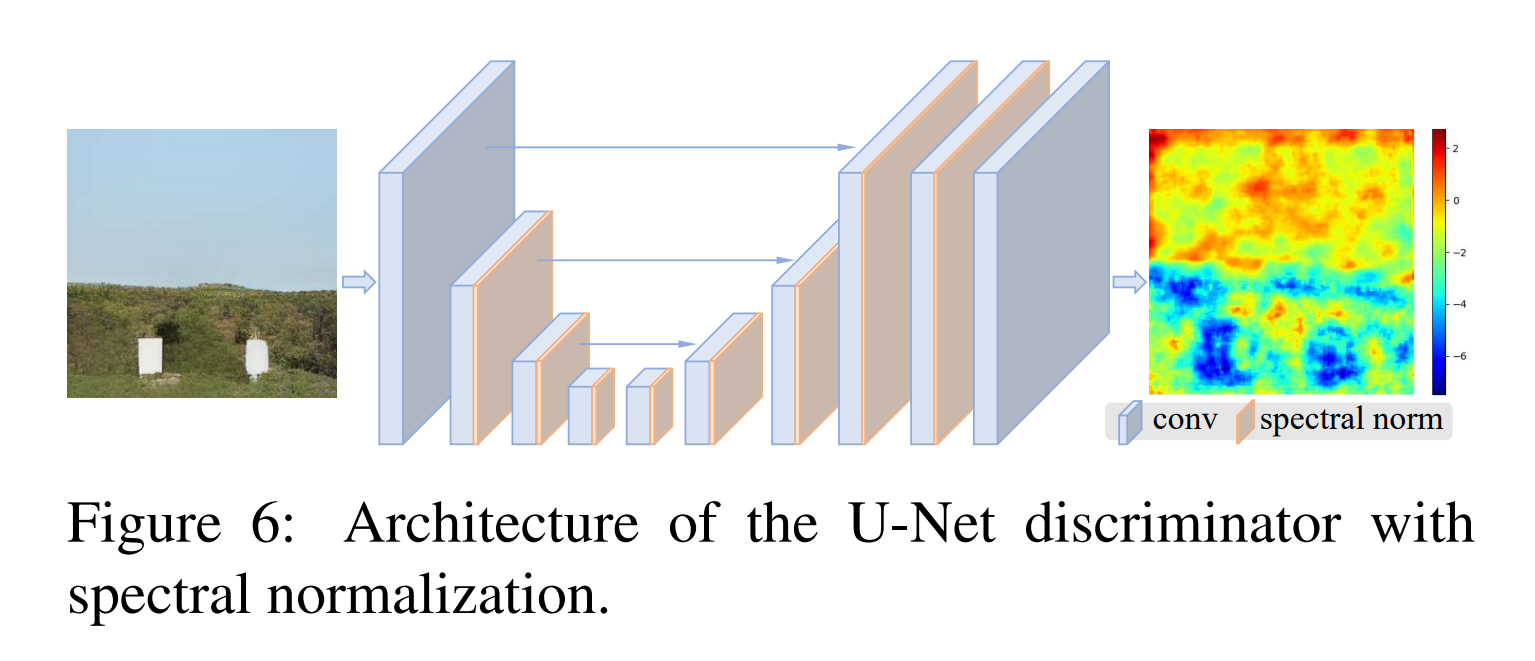 2
0
−2
−4
−6
conv spectral norm
Figure 6: Architecture of the U-Net discriminator with
spectral normalization.